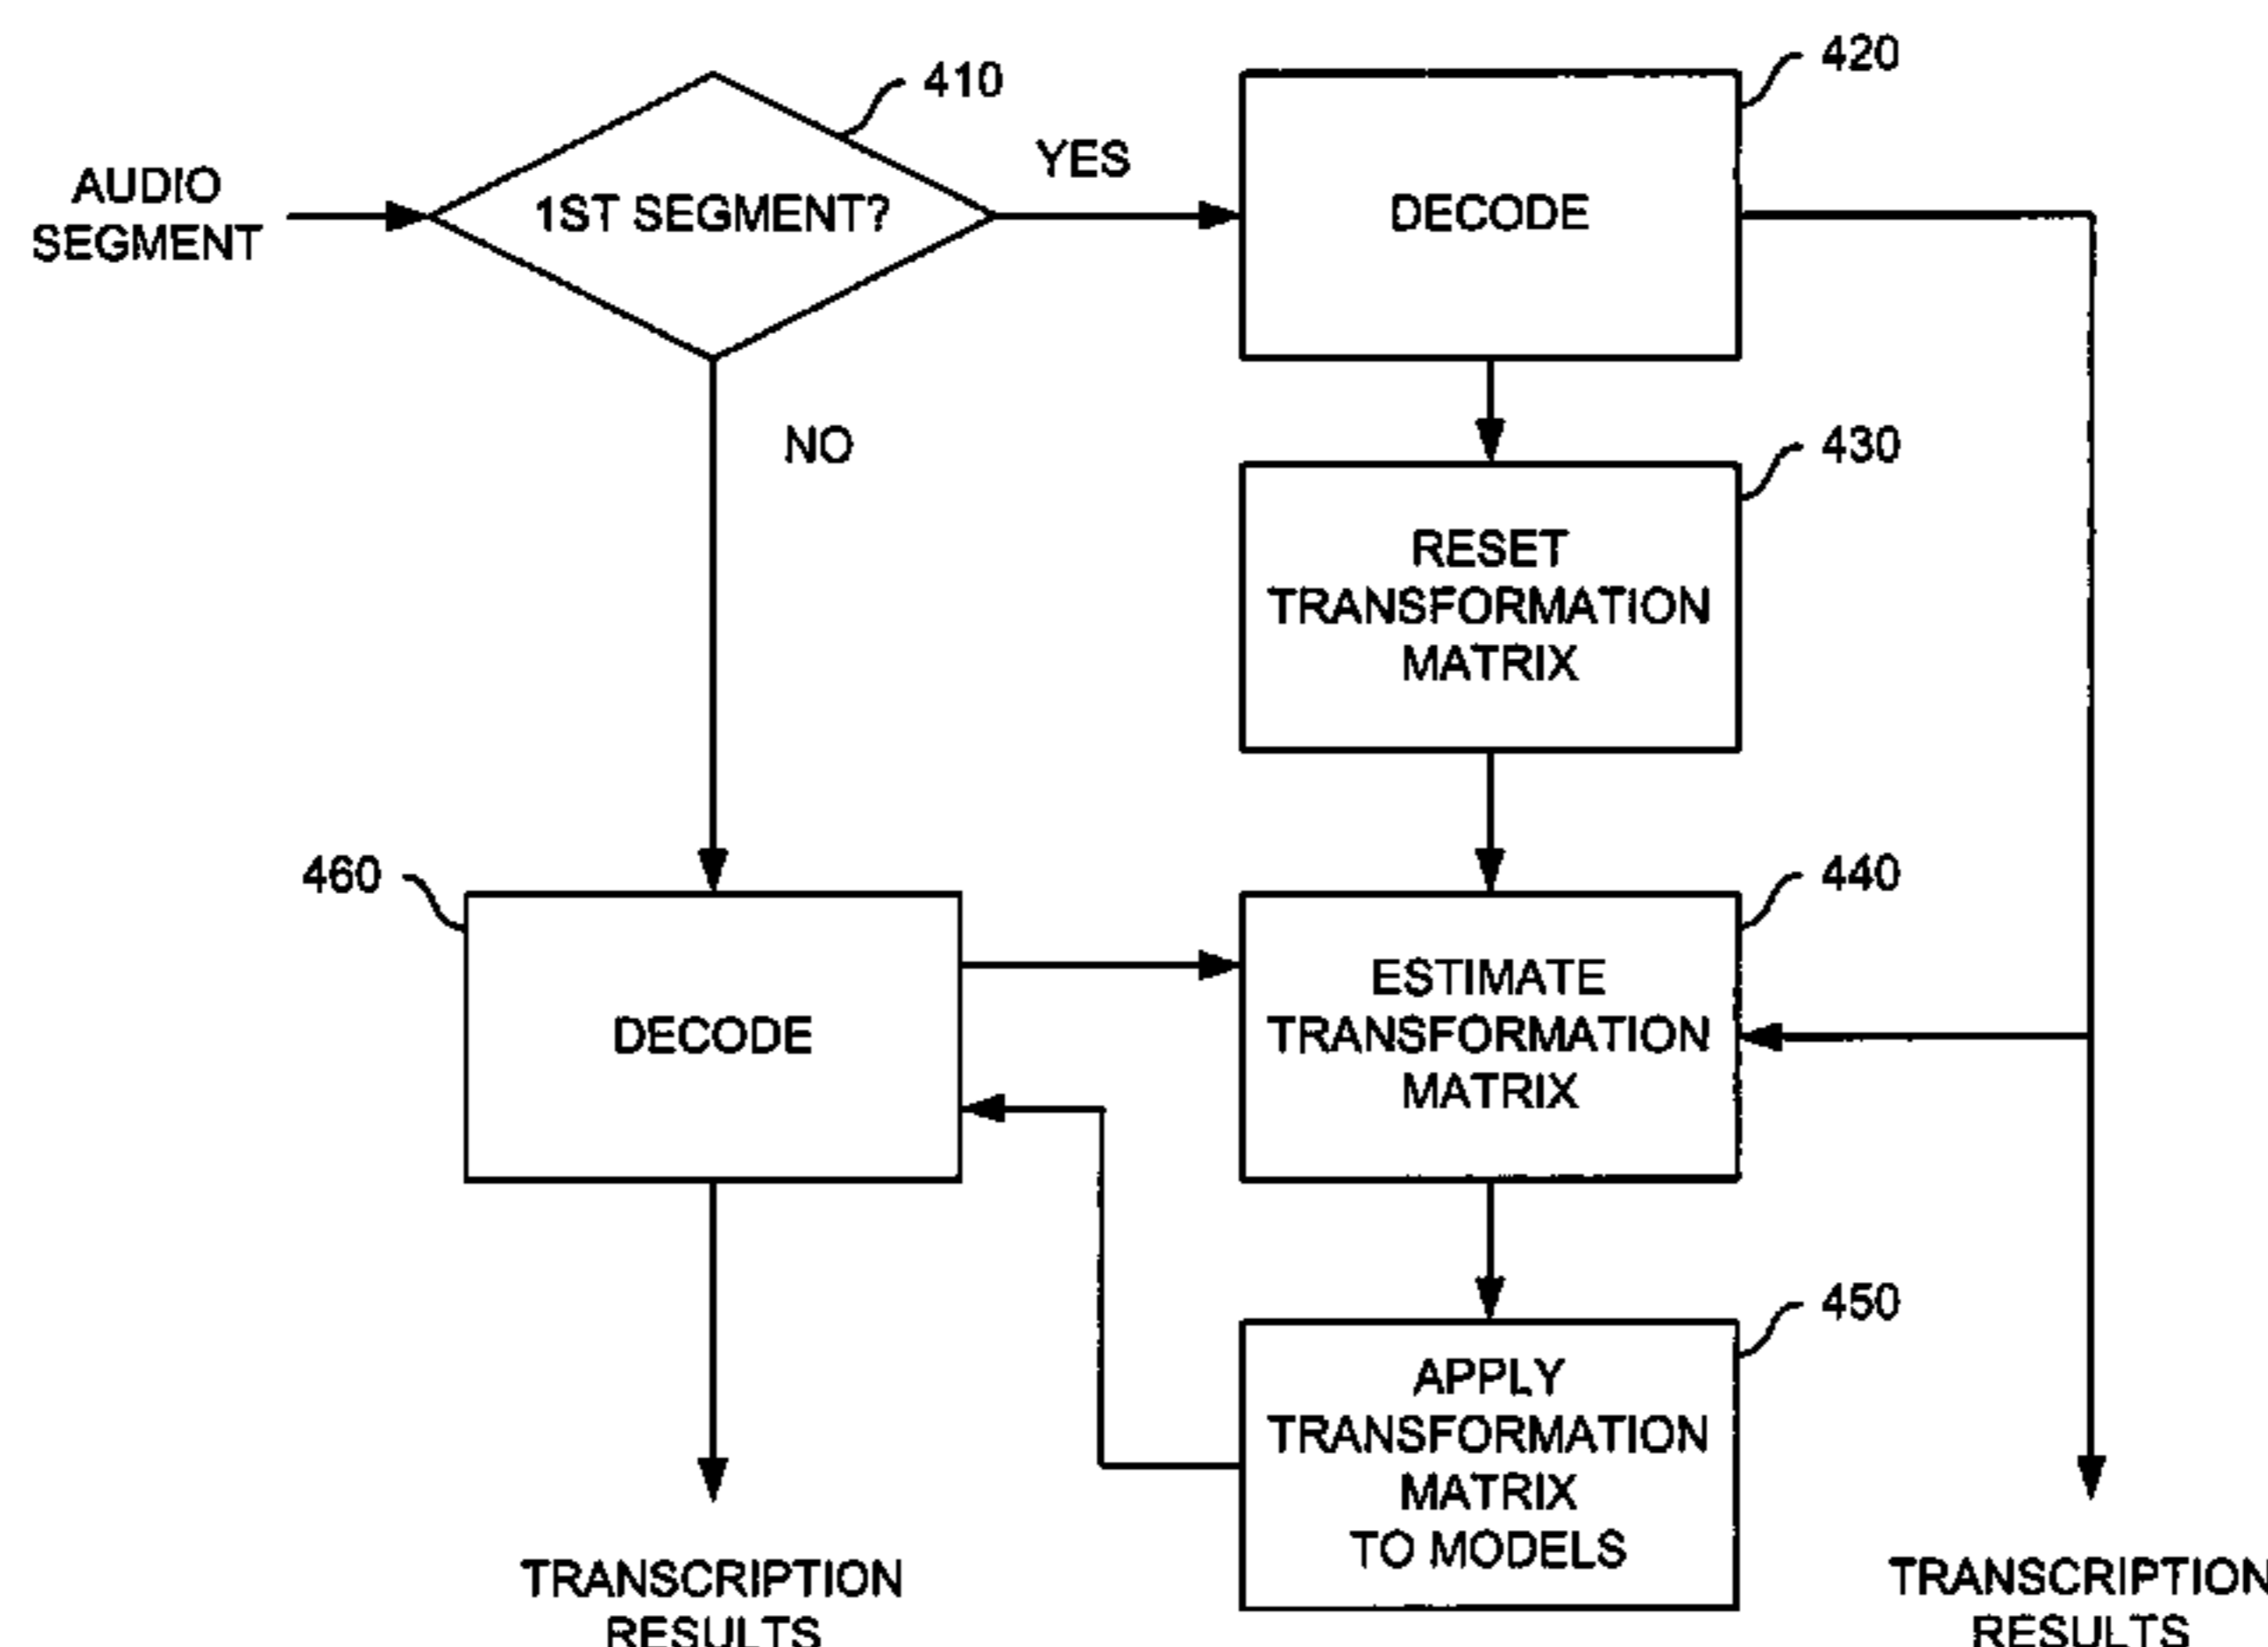 420
410
YES
AUDIO
SEGMENT
1ST SEGMENT?
DECODE
430
NO
RESET
TRANSFORMATION
MATRIX
460
440
DECODE
ESTIMATE
TRANSFORMATION
MATRIX
450
APPLY
TRANSFORMATION
MATRIX
TO MODELS
TRANSCRIPTION
RESULTS
TRANSCRIPTION
RESULTS